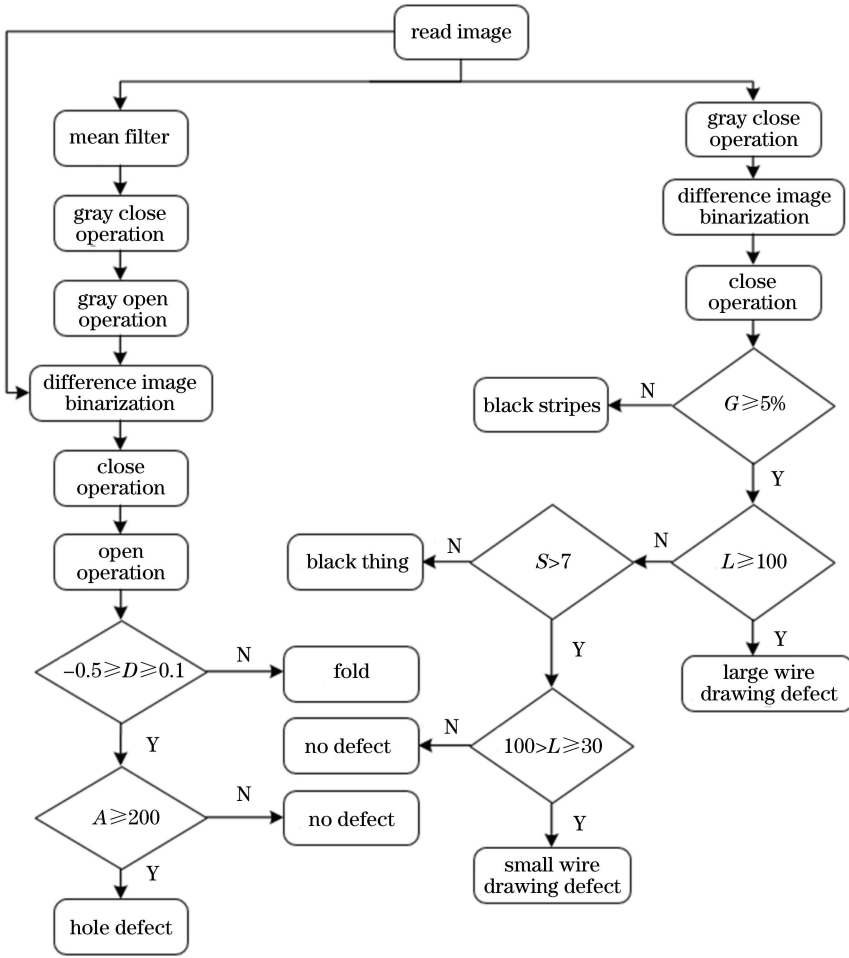 read image
mean filter
gray close
operation
gray open
operation
difference image
binarization
close
operation
open
operation
−0.5≥D≥0.1
N
fold
Y
A≥200
N
no defect
Y
hole defect
gray close
operation
difference image
binarization
close
operation
G≥5%
N
black stripes
Y
L≥100
N
Y
large wire
drawing defect
S>7
N
black thing
Y
100>L≥30
N
no defect
Y
small wire
drawing defect